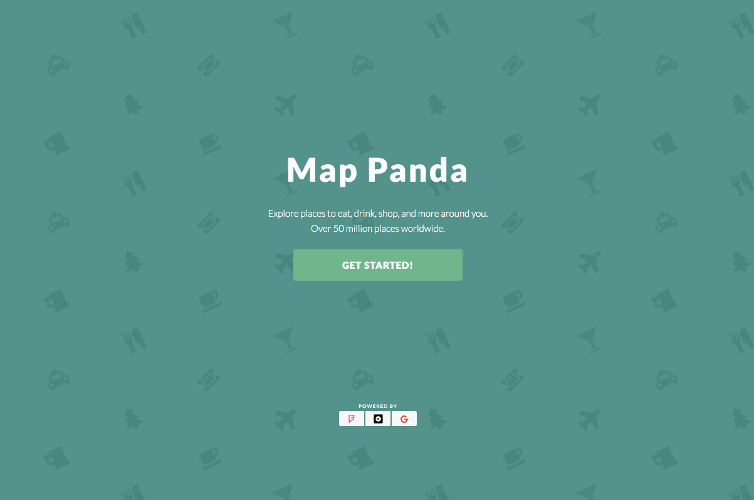 Map Panda
Explore places to eat, drink, shop, and more around you.
Over 50 million places worldwide.
GET STARTED!
POWERED BY